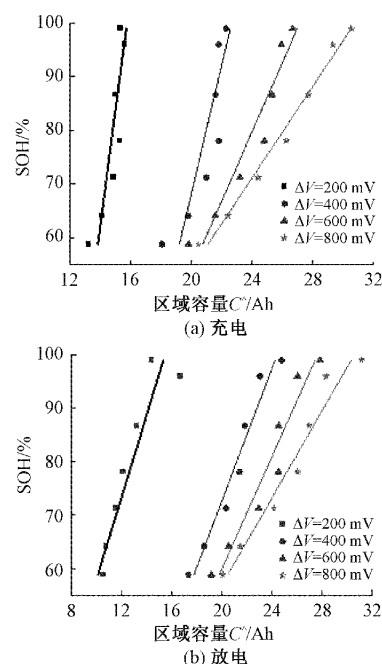 100
90
80
70
60
SOH/%
ΔV=200 mV
ΔV=400 mV
ΔV=600 mV
ΔV=800 mV
12 16 20 24 28 32 36
区域容量C^/Ah
(a) 充电
100
90
80
70
60
SOH/%
ΔV=200 mV
ΔV=400 mV
ΔV=600 mV
ΔV=800 mV
8 12 16 20 24 28 32
区域容量C^/Ah
(b) 放电